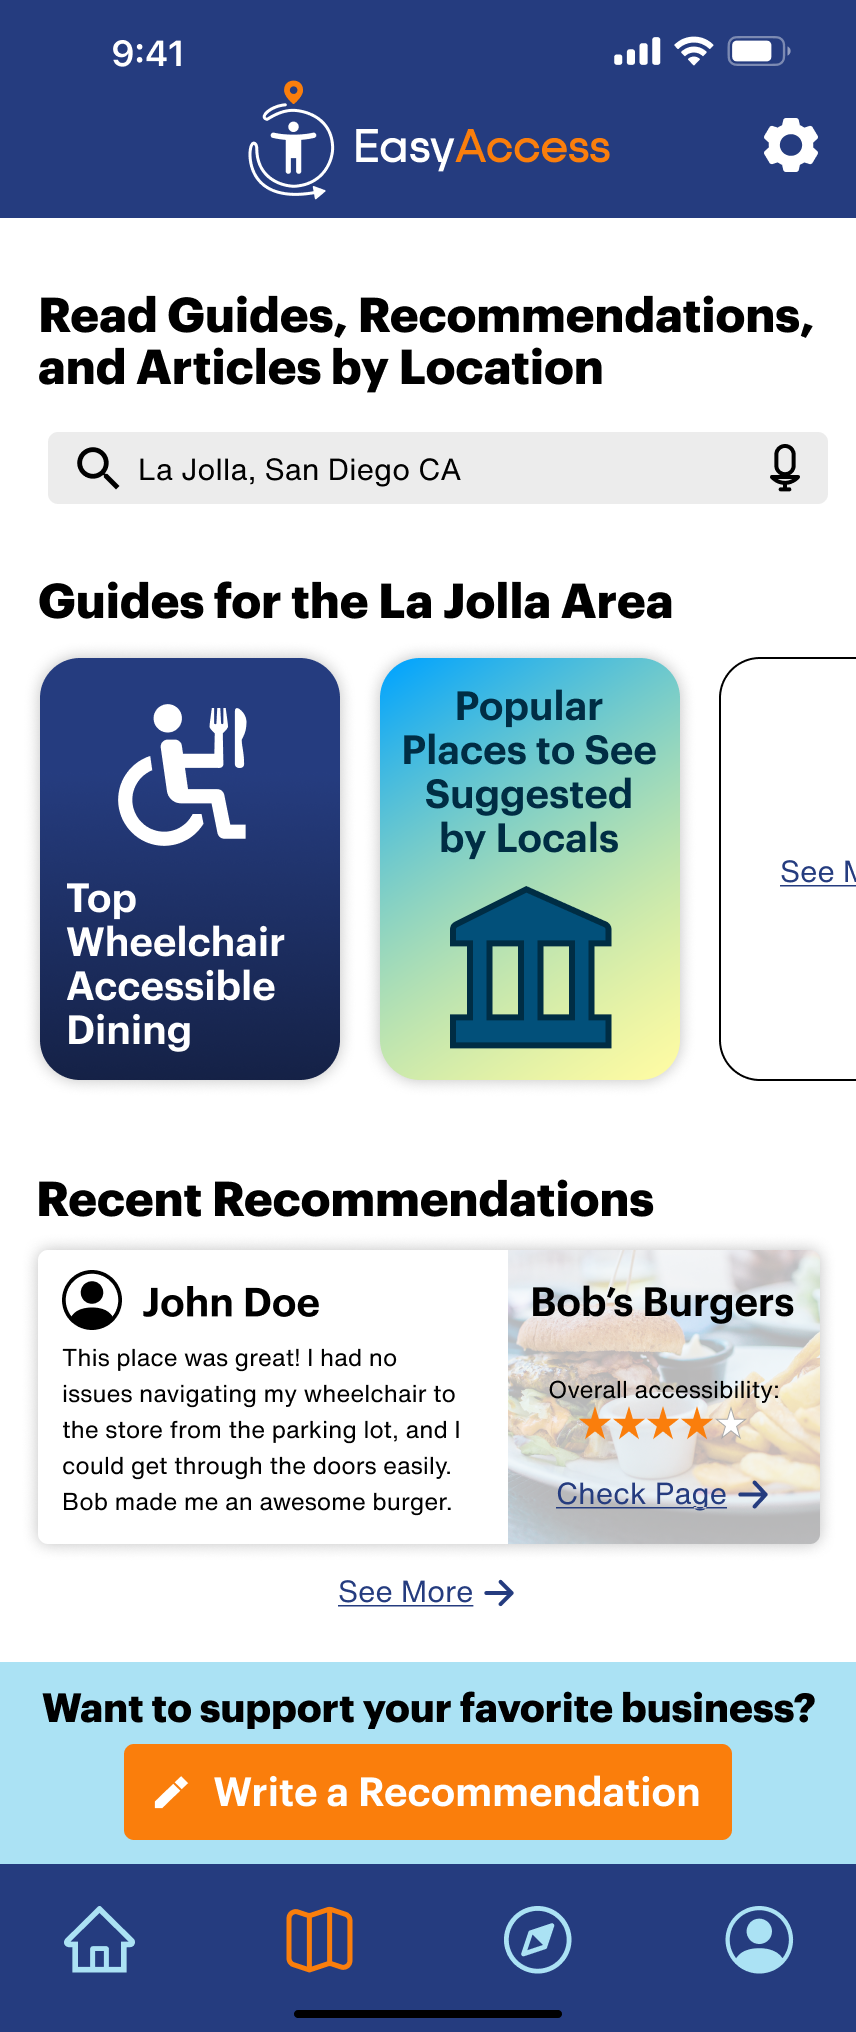 9:41
EasyAccess
Read Guides, Recommendations,
and Articles by Location
La Jolla, San Diego CA
Guides for the La Jolla Area
Top
Wheelchair
Accessible
Dining
Popular
Places to See
Suggested
by Locals
See
Recent Recommendations
John Doe
This place was great! I had no
issues navigating my wheelchair to
the store from the parking lot, and I
could get through the doors easily.
Bob made me an awesome burger.
Bob’s Burgers
Overall accessibility:
Check Page
See More
Want to support your favorite business?
Write a Recommendation